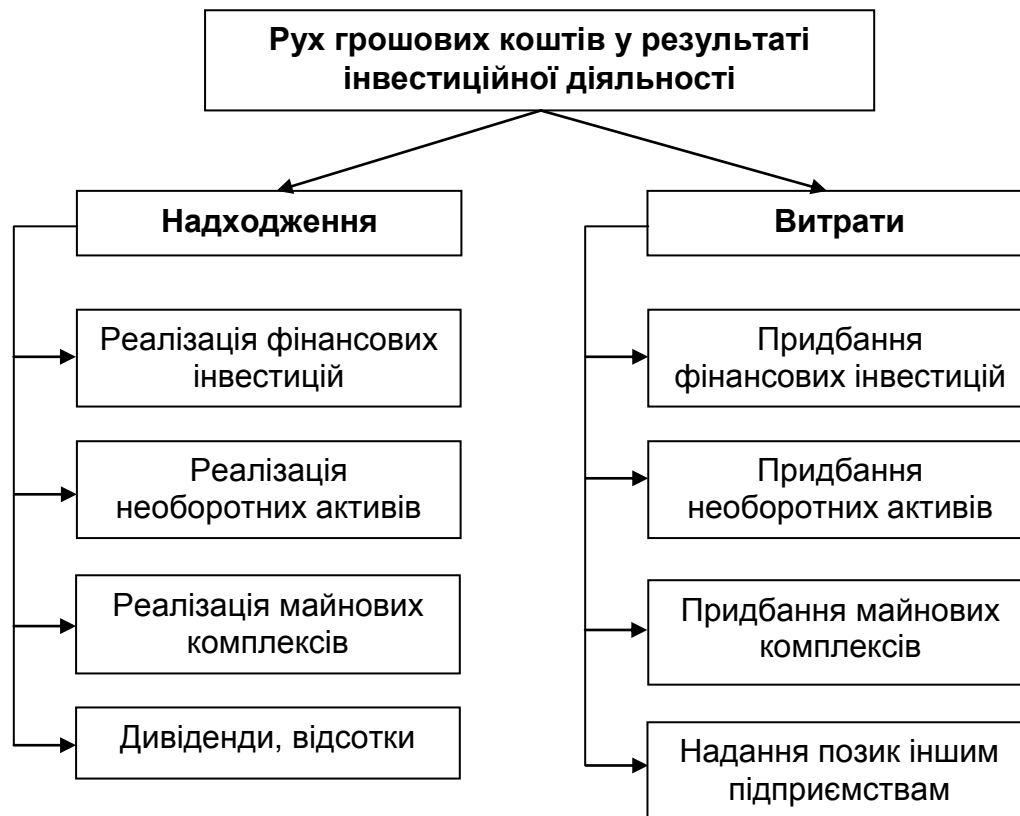 Рух грошових коштів у результаті
інвестиційної діяльності
Надходження
Реалізація фінансових
інвестицій
Реалізація
необоротних активів
Реалізація майнових
комплексів
Дивіденди, відсотки
Витрати
Придбання
фінансових інвестицій
Придбання
необоротних активів
Придбання майнових
комплексів
Надання позик іншим
підприємствам